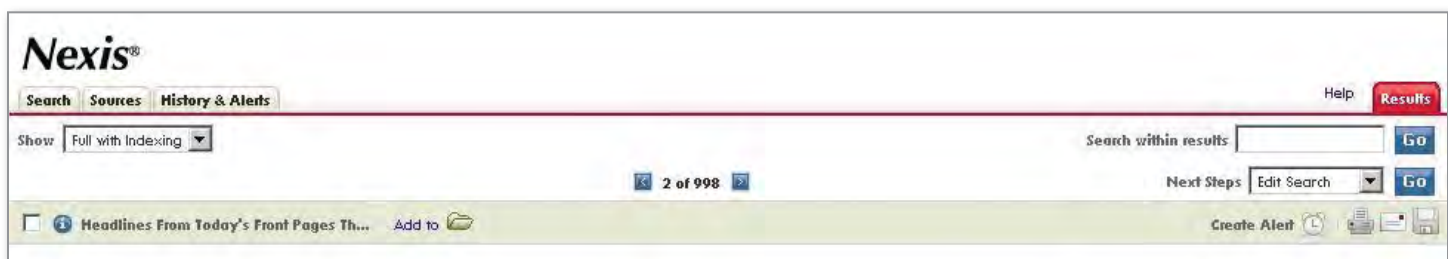 Nexis®
Search Sources History & Alerts Help Results
Show Full with Indexing Search within results Go
2 of 998 Next Steps Edit Search Go
Headlines From Today's Front Pages Th... Add to Create Alert